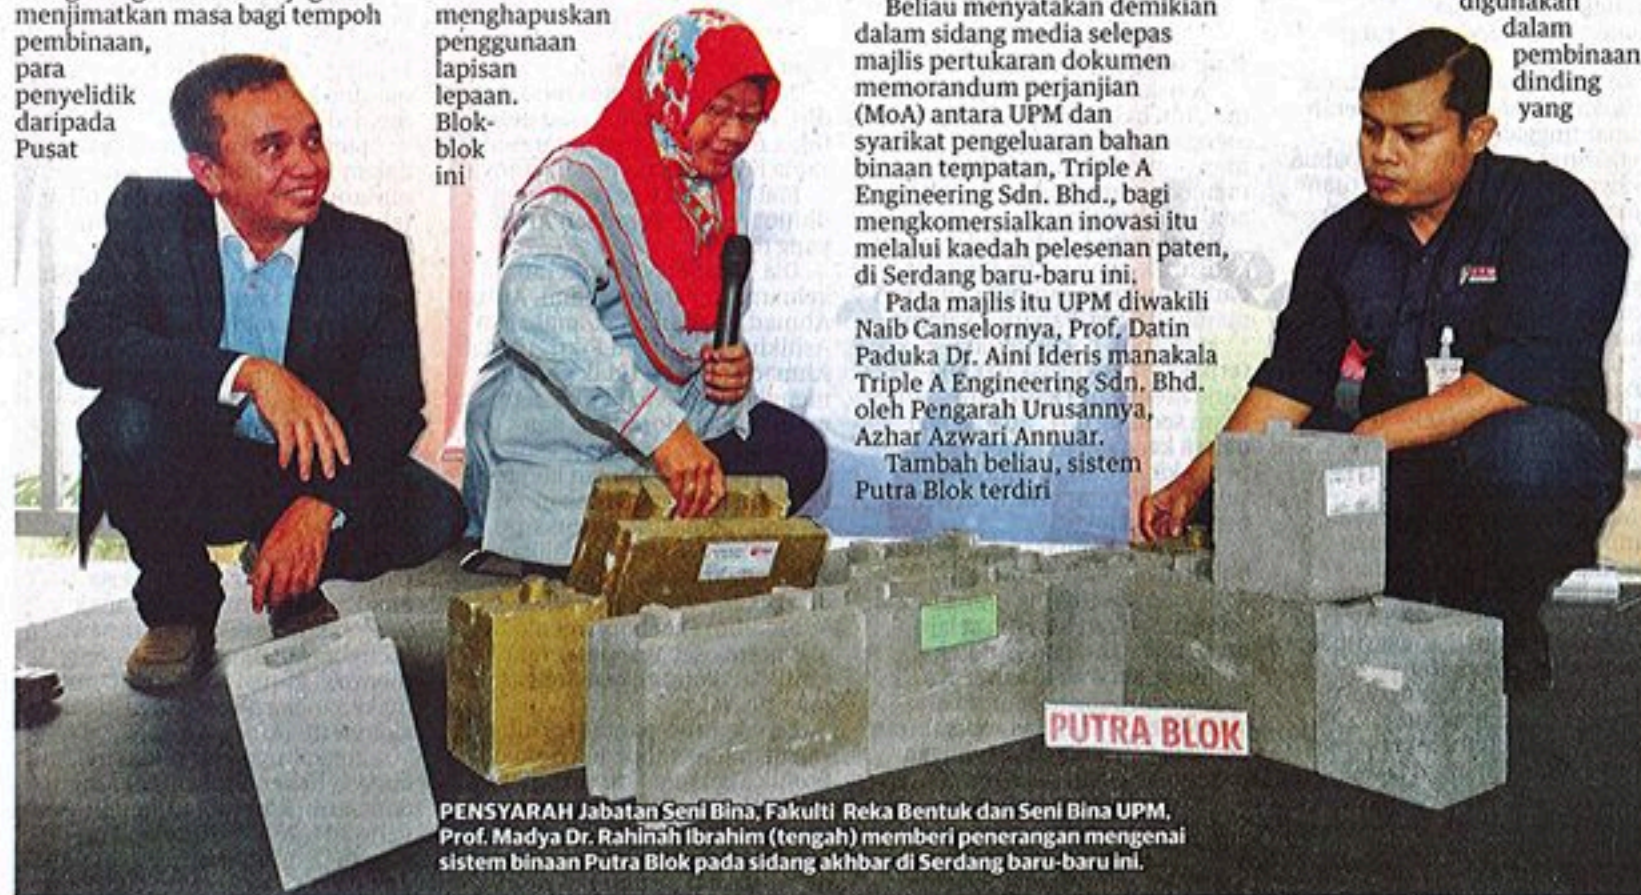 menjimatkan masa bagi tempoh
pembinaan,
para
penyelidik
daripada
Pusat
menghapuskan
penggunaan
lapisan
lepaan.
Blok-
blok
ini
Beliau menyatakan demikian
dalam sidang media selepas
majlis pertukaran dokumen
memorandum perjanjian
(MoA) antara UPM dan
syarikat pengeluaran bahan
binaan tempatan, Triple A
Engineering Sdn. Bhd., bagi
mengkomersialkan inovasi itu
melalui kaedah pelesenan paten,
di Serdang baru-baru ini.
Pada majlis itu UPM diwakili
Naib Canselornya, Prof. Datin
Paduka Dr. Aini Ideris manakala
Triple A Engineering Sdn. Bhd.
oleh Pengarah Urusannya,
Azhar Azwari Annuar.
Tambah beliau, sistem
Putra Blok terdiri
digunakan
dalam
pembinaan
dinding
yang
PUTRA BLOK
PENSYARAH Jabatan Seni Bina, Fakulti Reka Bentuk dan Seni Bina UPM,
Prof. Madya Dr. Rahinah Ibrahim (tengah) memberi penerangan mengenai
sistem binaan Putra Blok pada sidang akhbar di Serdang baru-baru ini.